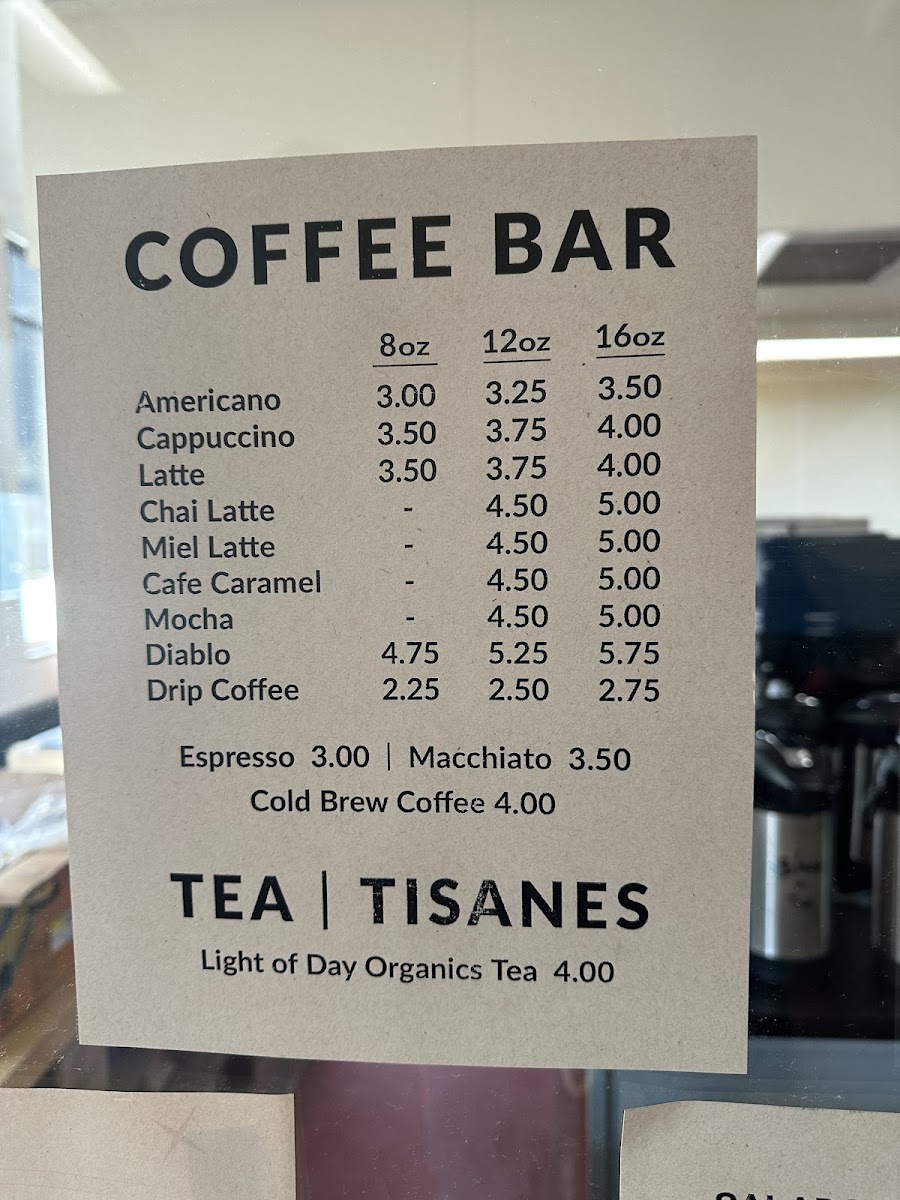 COFFEE BAR
8oz 12oz 16oz
Americano 3.00 3.25 3.50
Cappuccino 3.50 3.75 4.00
Latte 3.50 3.75 4.00
Chai Latte - 4.50 5.00
Miel Latte - 4.50 5.00
Cafe Caramel - 4.50 5.00
Mocha - 4.50 5.00
Diablo 4.75 5.25 5.75
Drip Coffee 2.25 2.50 2.75
Espresso 3.00 | Macchiato 3.50
Cold Brew Coffee 4.00
TEA | TISANES
Light of Day Organics Tea 4.00